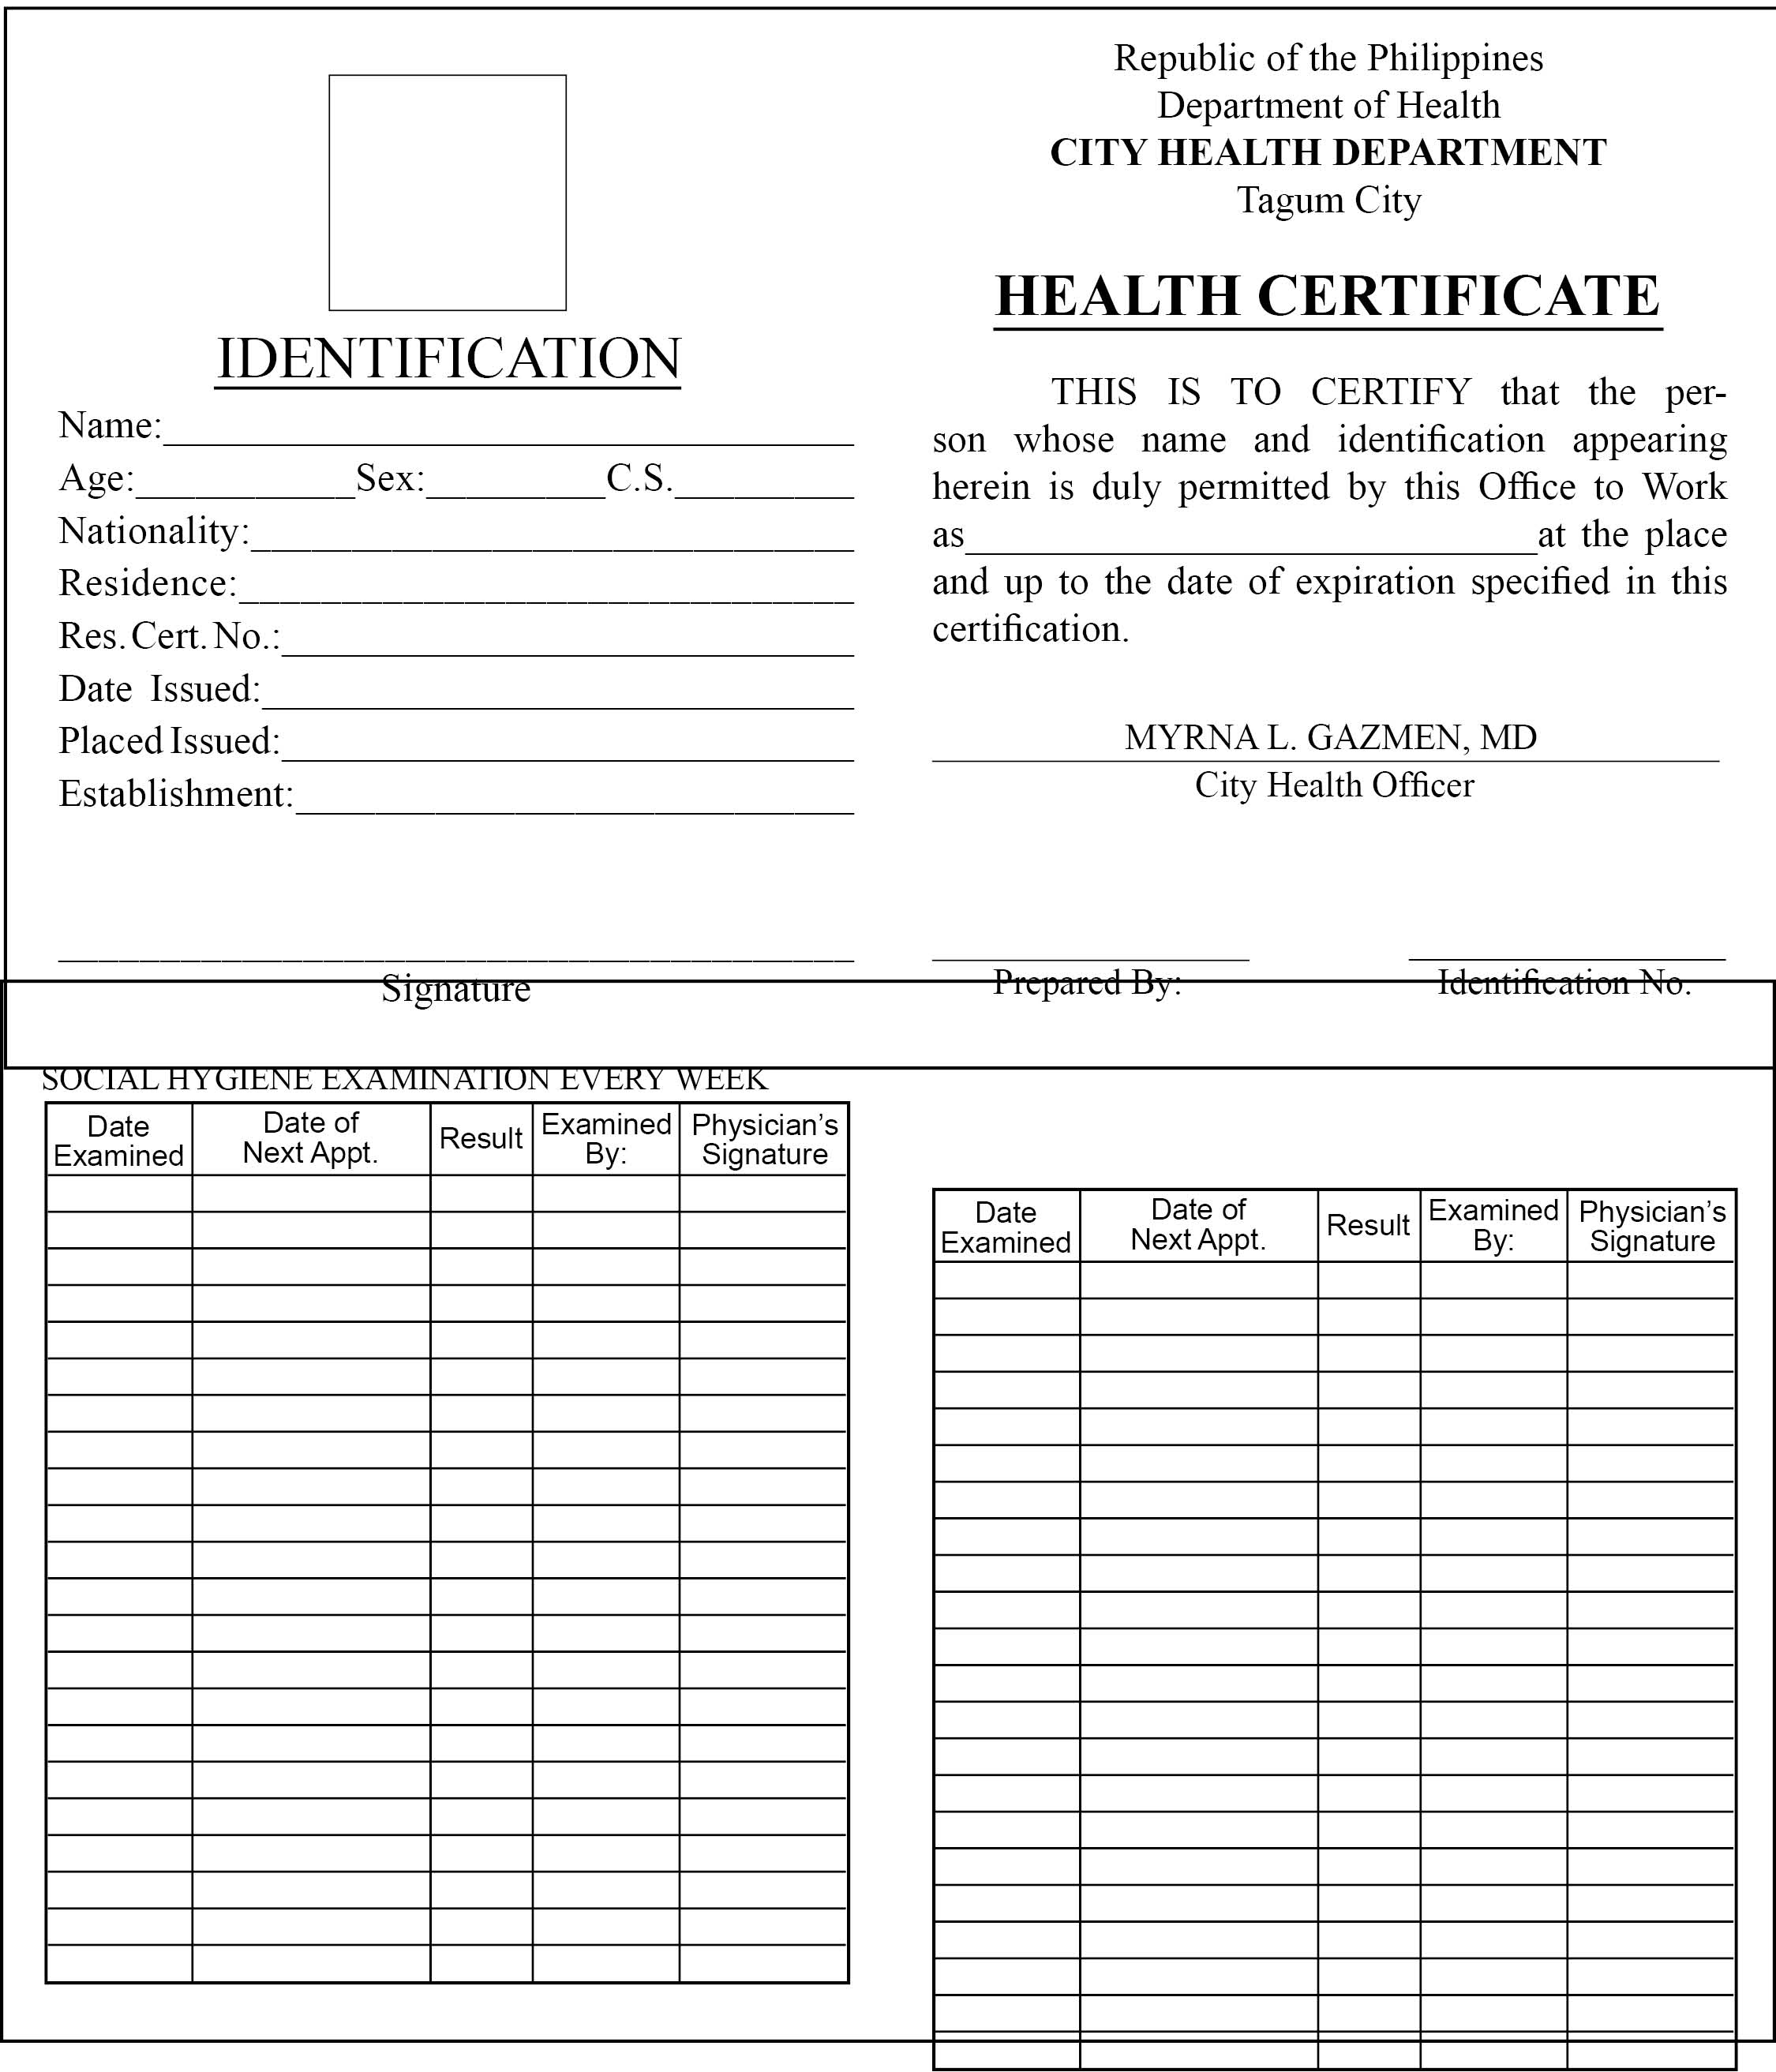 IDENTIFICATION
Name:
Age: Sex: C.S.
Nationality:
Residence:
Res. Cert. No.:
Date Issued:
Placed Issued:
Establishment:
Signature
Republic of the Philippines
Department of Health
CITY HEALTH DEPARTMENT
Tagum City
HEALTH CERTIFICATE
THIS IS TO CERTIFY that the per-
son whose name and identification appearing
herein is duly permitted by this Office to Work
as at the place
and up to the date of expiration specified in this
certification.
MYRNA L. GAZMEN, MD
City Health Officer
Prepared By: Identification No.
SOCIAL HYGIENE EXAMINATION EVERY WEEK
Date Examined Date of Next Appt. Result Examined By: Physician’s Signature
Date Examined Date of Next Appt. Result Examined By: Physician’s Signature